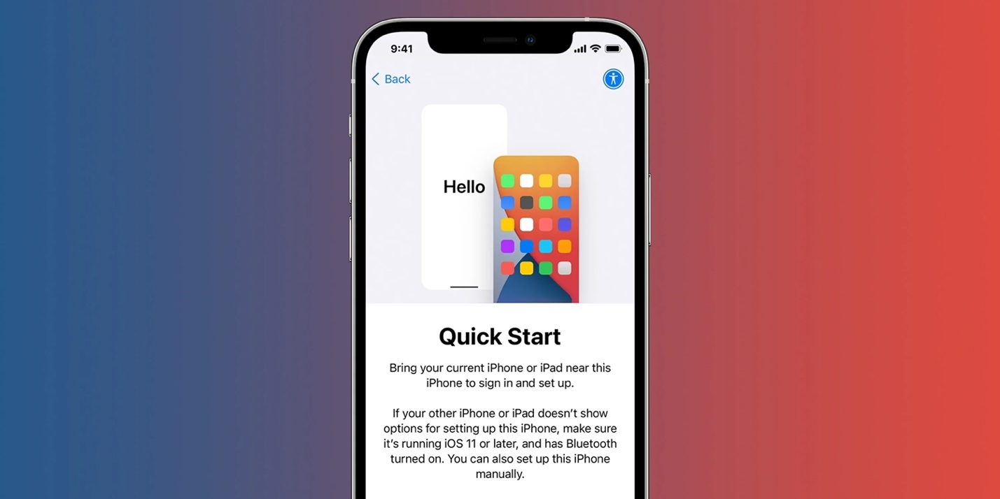 9:41
Back
Hello
Quick Start
Bring your current iPhone or iPad near this
iPhone to sign in and set up.
If your other iPhone or iPad doesn’t show
options for setting up this iPhone, make sure
it’s running iOS 11 or later, and has Bluetooth
turned on. You can also set up this iPhone
manually.